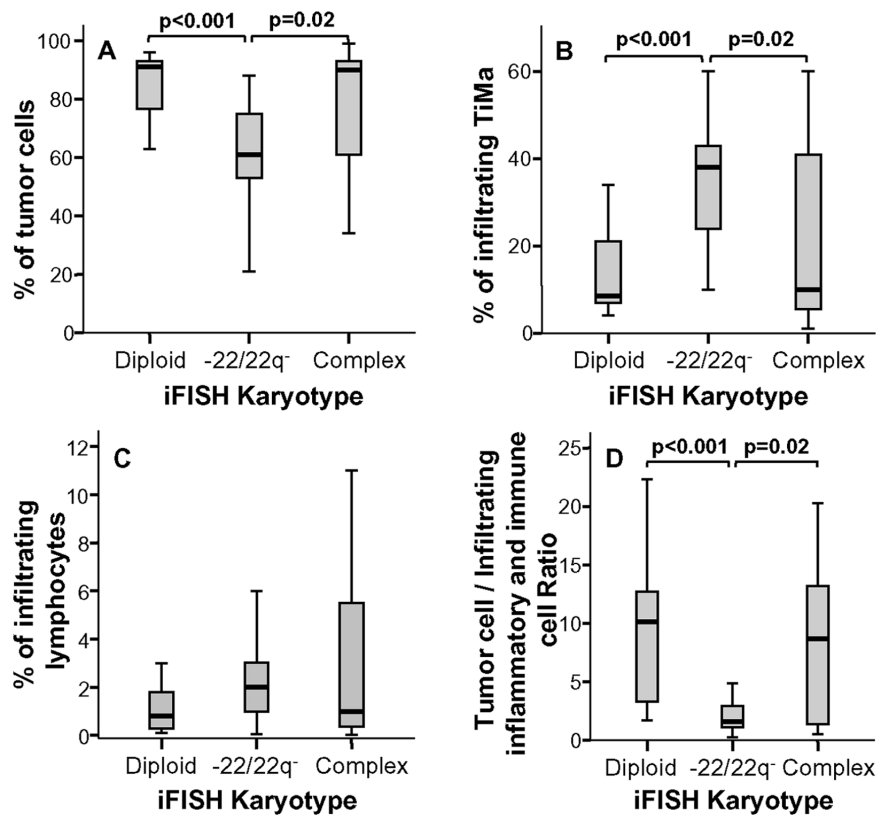 A
p<0.001
p=0.02
% of tumor cells
100
80
60
40
20
0
Diploid
-22/22q-
Complex
iFISH Karyotype
B
p<0.001
p=0.02
% of infiltrating TiMa
60
40
20
0
Diploid
-22/22q-
Complex
iFISH Karyotype
C
% of infiltrating
lymphocytes
12
10
8
6
4
2
0
Diploid
-22/22q-
Complex
iFISH Karyotype
D
p<0.001
p=0.02
Tumor cell / Infiltrating
inflammatory and immune
cell Ratio
25
20
15
10
5
0
Diploid
-22/22q-
Complex
iFISH Karyotype